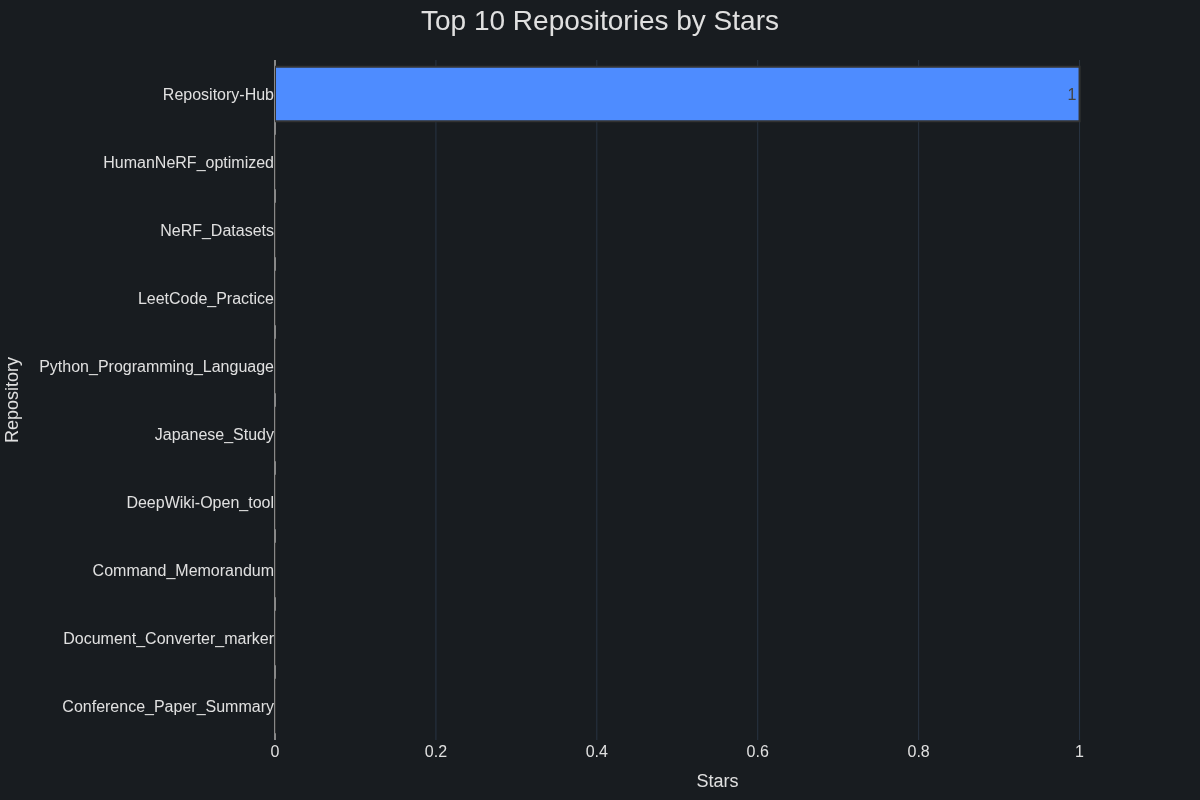 Top 10 Repositories by Stars
Repository-Hub
1
HumanNeRF_optimized
NeRF_Datasets
LeetCode_Practice
Python_Programming_Language
Japanese_Study
DeepWiki-Open_tool
Command_Memorandum
Document_Converter_marker
Conference_Paper_Summary
Repository
0 0.2 0.4 0.6 0.8 1
Stars